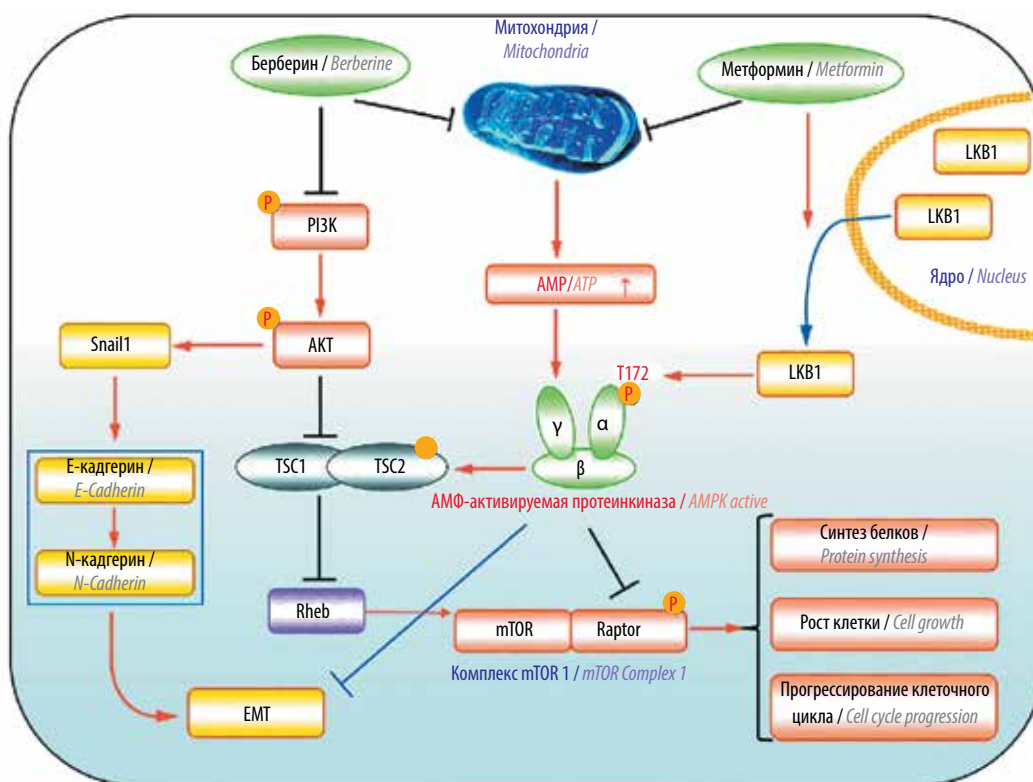 Митохондрия /
Mitochondria
Берберин / Berberine
Метформин / Metformin
LKB1
LKB1
Ядро / Nucleus
P
PI3K
AMP/ATP ↑
P
AKT
Snail1
LKB1
T172
P
γ
α
β
TSC1
TSC2
АМФ-активируемая протеинкиназа / AMPK active
Е-кадгерин /
E-Cadherin
N-кадгерин /
N-Cadherin
Rheb
P
mTOR
Raptor
Комплекс mTOR 1 / mTOR Complex 1
Синтез белков /
Protein synthesis
Рост клетки / Cell growth
Прогрессирование клеточного
цикла / Cell cycle progression
EMT